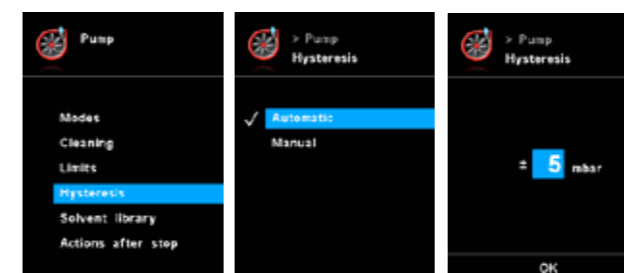 Pump
Modes
Cleaning
Limits
Hysteresis
Solvent library
Actions after stop
> Pump
Hysteresis
✓ Automatic
Manual
> Pump
Hysteresis
± 5 mbar
OK